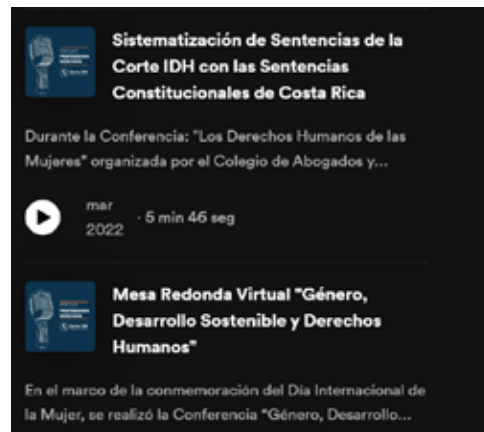 Sistematización de Sentencias de la
Corte IDH con las Sentencias
Constitucionales de Costa Rica
Durante la Conferencia: "Los Derechos Humanos de las
Mujeres" organizada por el Colegio de Abogados y...
mar
2022
· 5 min 46 seg
Mesa Redonda Virtual "Género,
Desarrollo Sostenible y Derechos
Humanos"
En el marco de la conmemoración del Día Internacional de
la Mujer, se realizó la Conferencia "Género, Desarrollo...